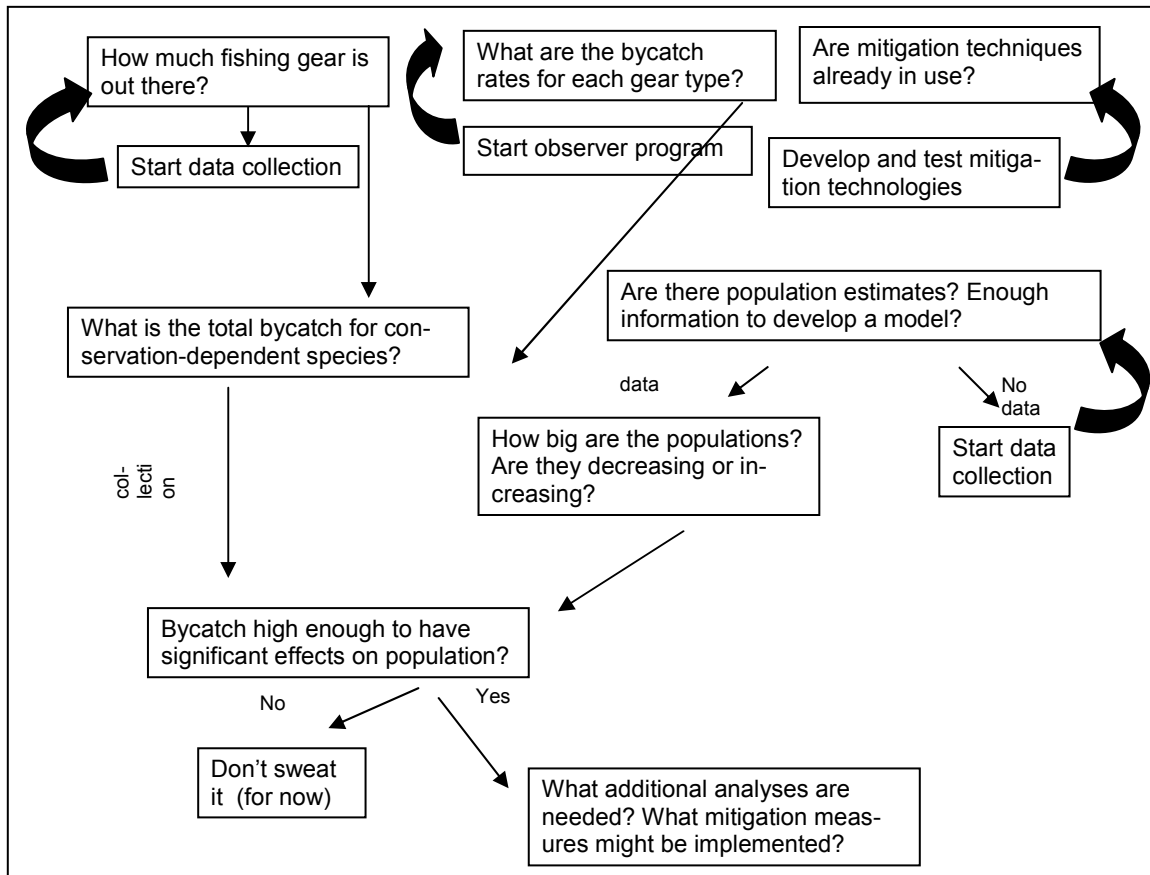 How much fishing gear is
out there?
Start data collection
What are the bycatch
rates for each gear type?
Start observer program
Are mitigation techniques
already in use?
Develop and test mitiga-
tion technologies
What is the total bycatch for con-
servation-dependent species?
Are there population estimates? Enough
information to develop a model?
data
No
data
How big are the populations?
Are they decreasing or in-
creasing?
Start data
collection
col-
lecti
on
Bycatch high enough to have
significant effects on population?
No
Yes
Don’t sweat
it (for now)
What additional analyses are
needed? What mitigation meas-
ures might be implemented?